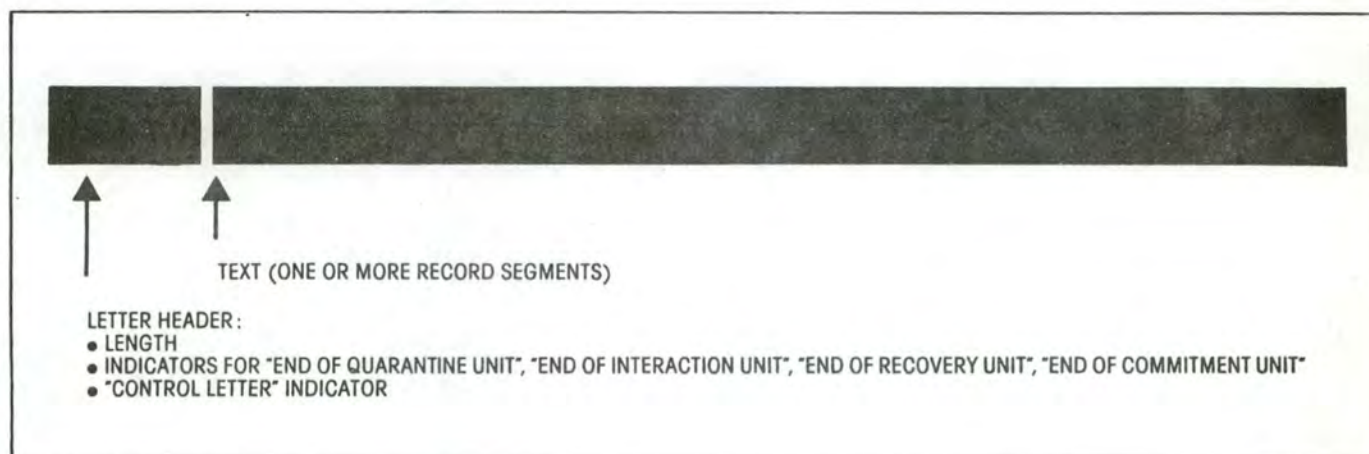 TEXT (ONE OR MORE RECORD SEGMENTS)
LETTER HEADER:
• LENGTH
• INDICATORS FOR "END OF QUARANTINE UNIT", "END OF INTERACTION UNIT", "END OF RECOVERY UNIT", "END OF COMMITMENT UNIT"
• "CONTROL LETTER" INDICATOR